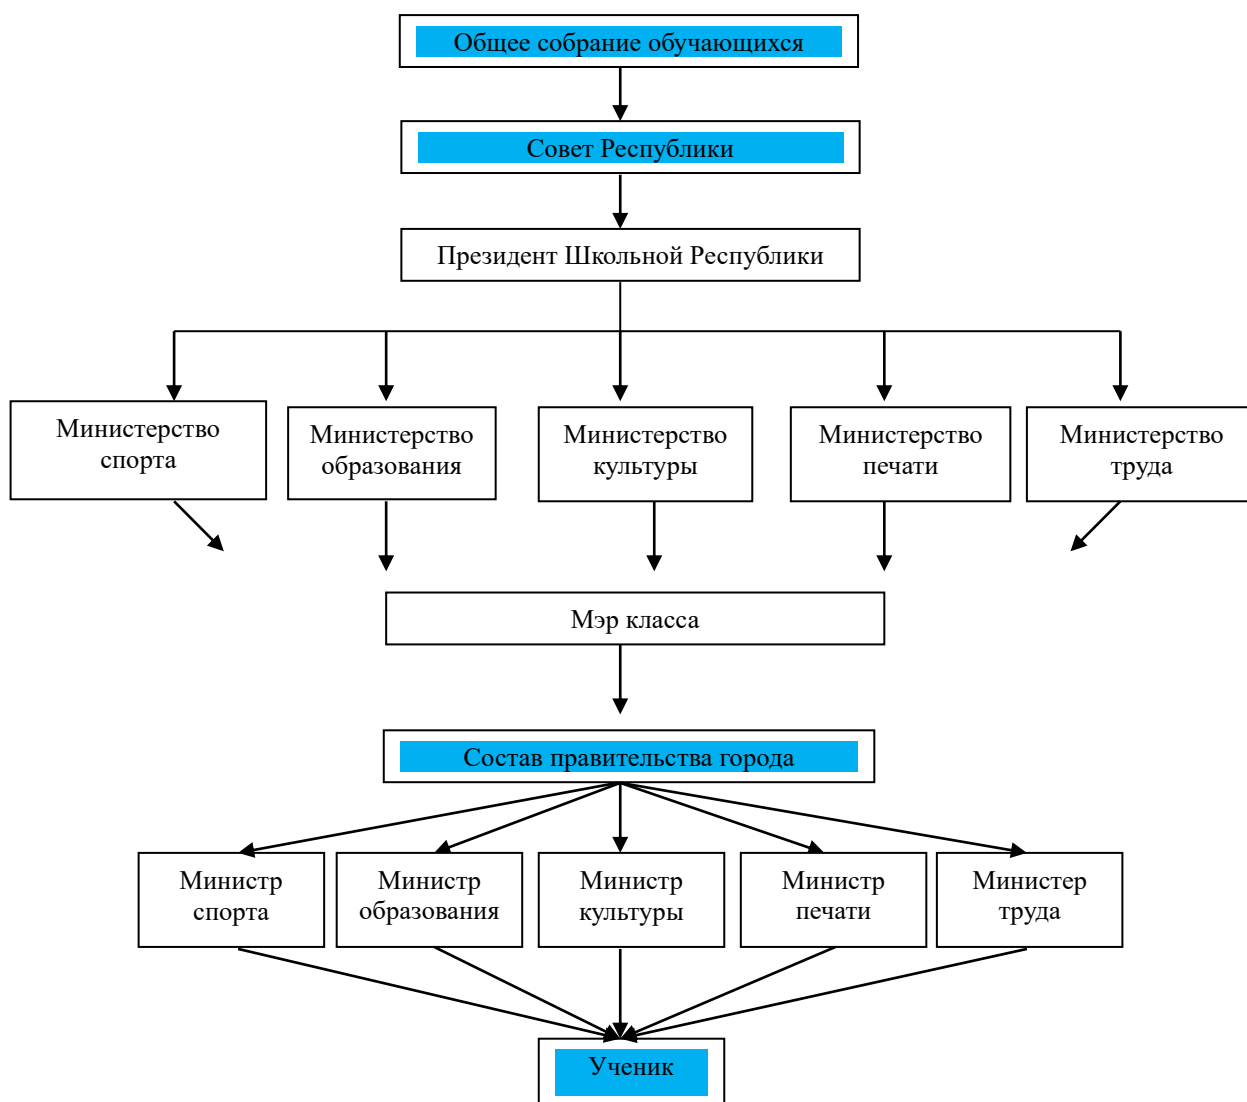 Общее собрание обучающихся
Совет Республики
Президент Школьной Республики
Министерство
спорта
Министерство
образования
Министерство
культуры
Министерство
печати
Министерство
труда
Мэр класса
Состав правительства города
Министр
спорта
Министр
образования
Министр
культуры
Министр
печати
Министер
труда
Ученик